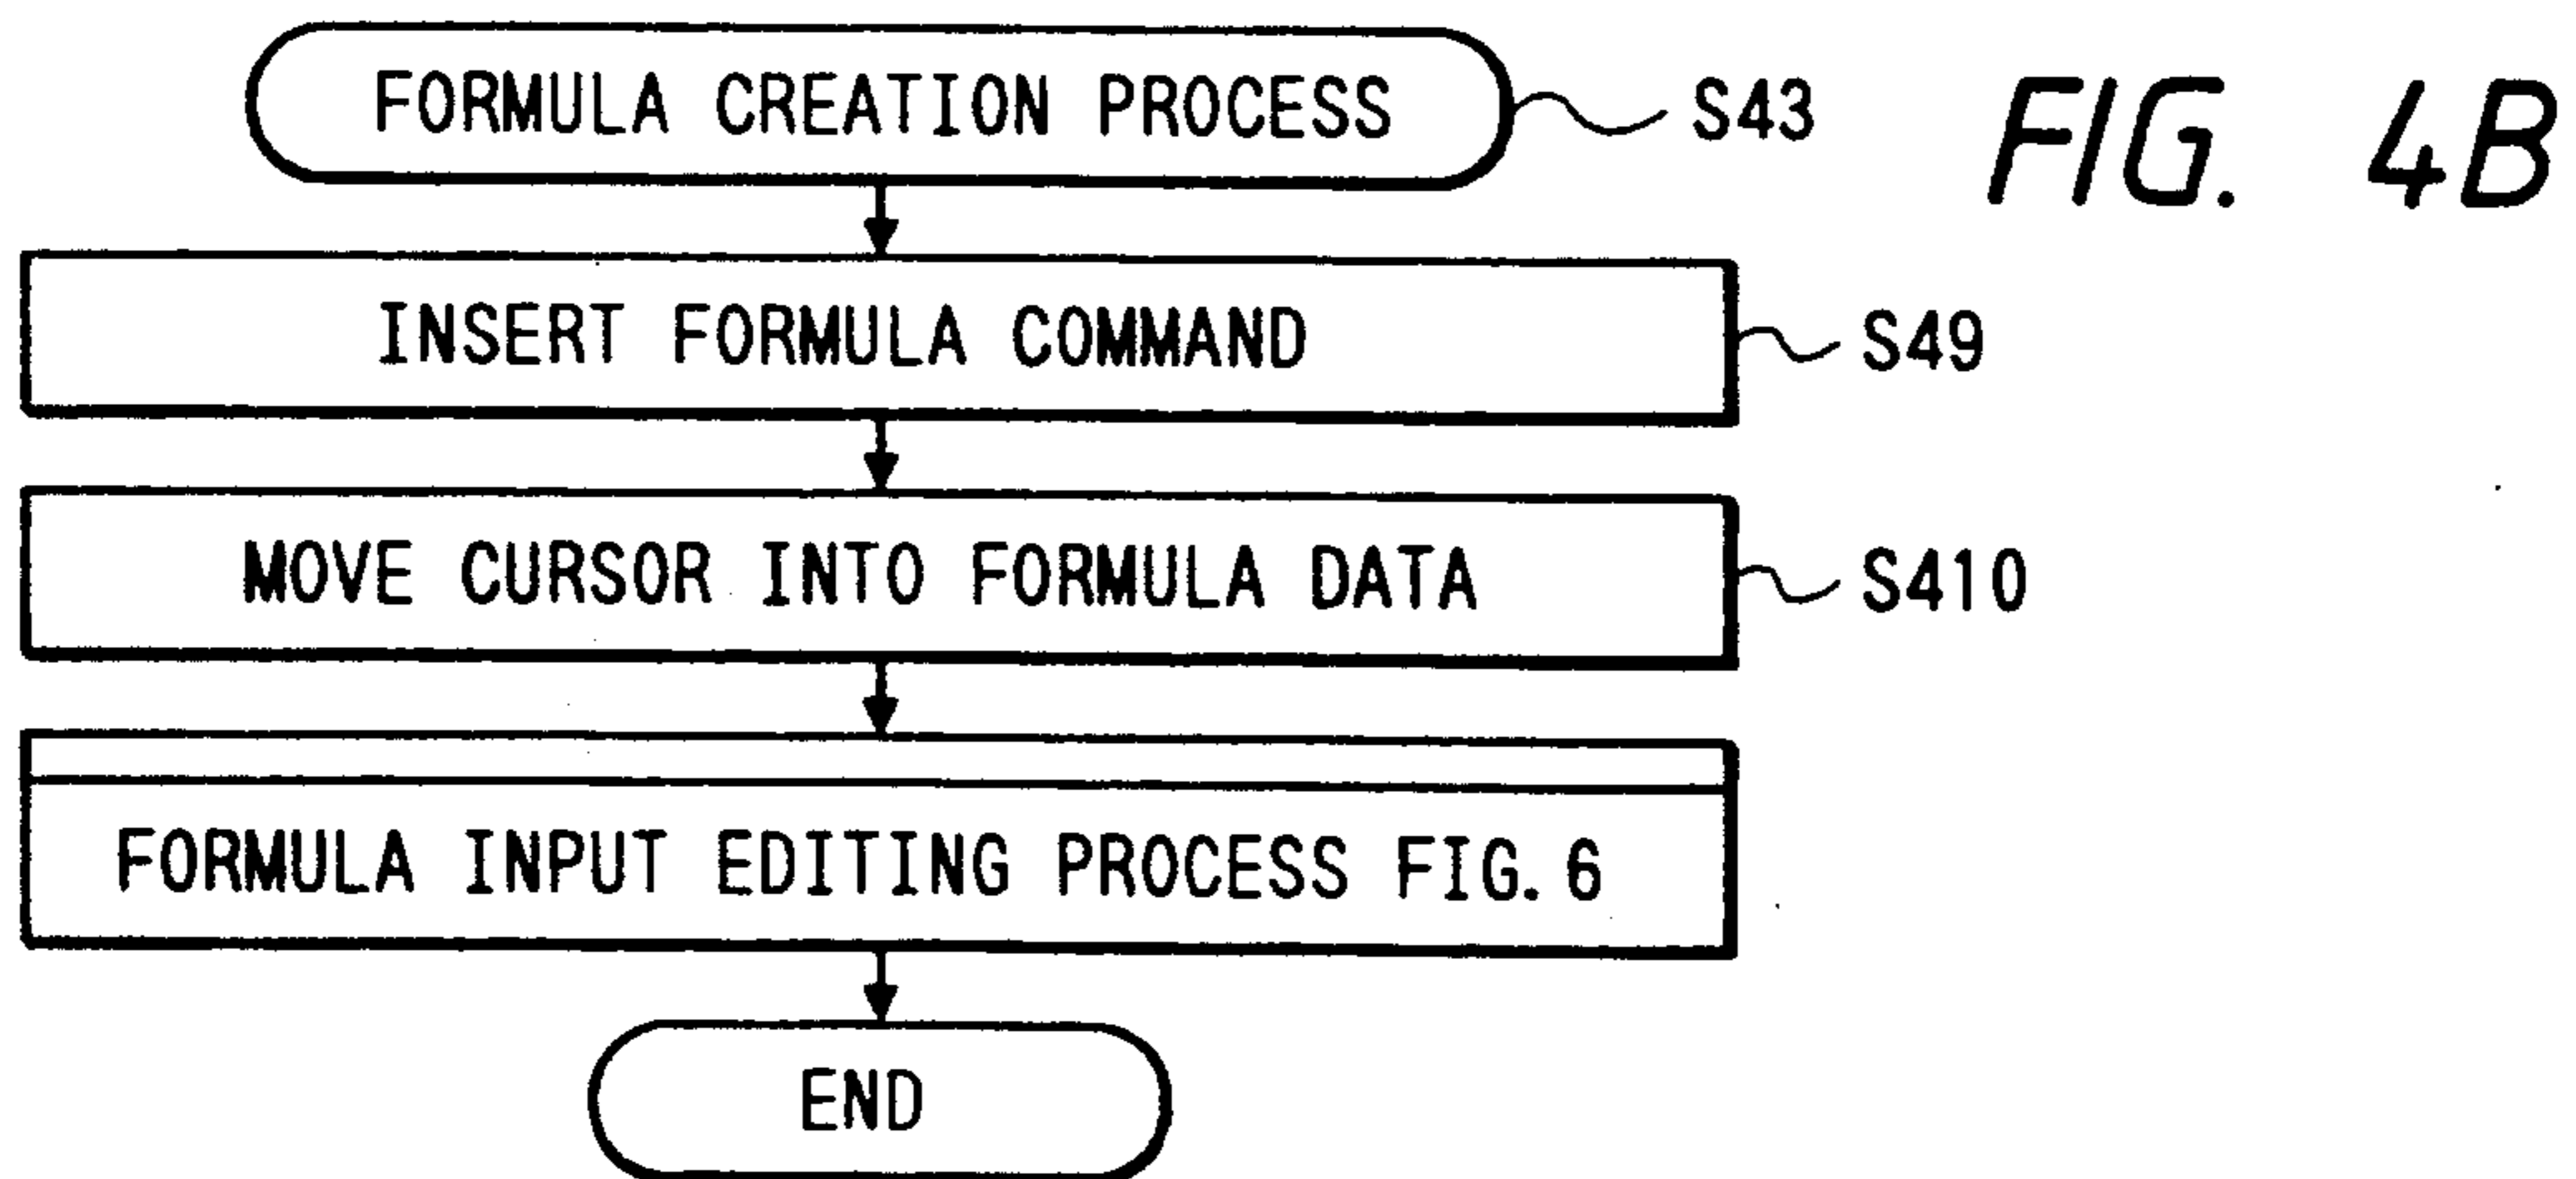 FORMULA CREATION PROCESS
S43
FIG. 4B
INSERT FORMULA COMMAND
S49
MOVE CURSOR INTO FORMULA DATA
S410
FORMULA INPUT EDITING PROCESS FIG. 6
END